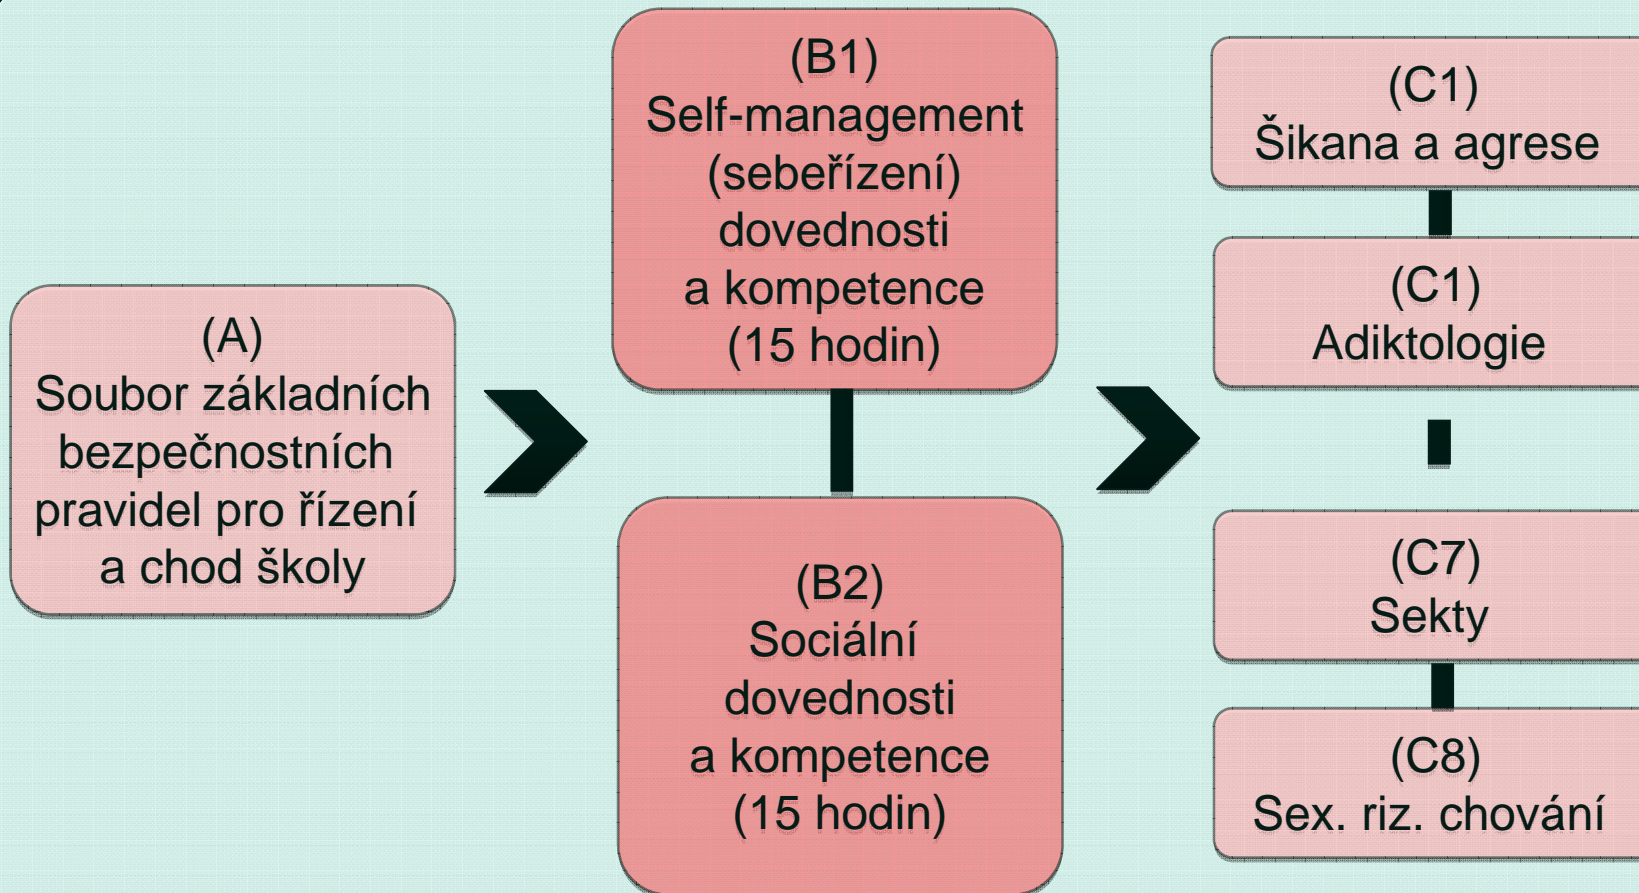 (A)
Soubor základních
bezpečnostních
pravidel pro řízení
a chod školy
(B1)
Self-management
(sebeřízení)
dovednosti
a kompetence
(15 hodin)
(B2)
Sociální
dovednosti
a kompetence
(15 hodin)
(C1)
Šikana a agrese
(C1)
Adiktologie
(C7)
Sekty
(C8)
Sex. riz. chování